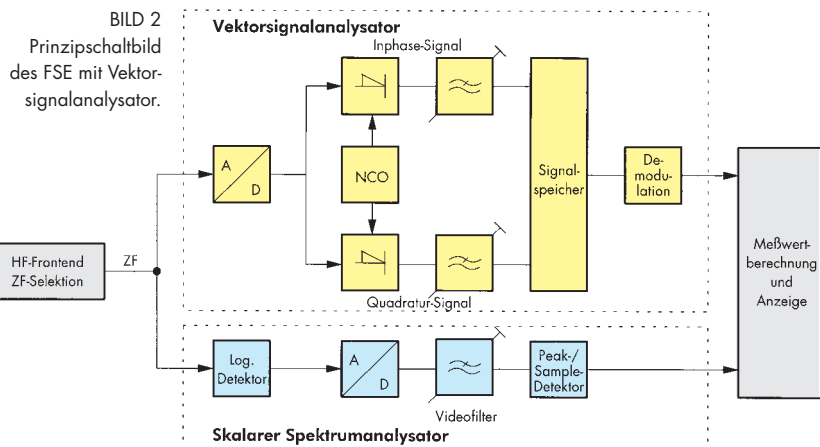 BILD 2
Prinzipschaltbild
des FSE mit Vektor-
signalanalysator.
Vektorsignalanalysator
Inphase-Signal
A
D
NCO
Signal-
speicher
De-
modu-
lation
Quadratur-Signal
HF-Frontend
ZF-Selektion
ZF
Meßwert-
berechnung
und
Anzeige
Log.
Detektor
A
D
Videofilter
Peak-/
Sample-
Detektor
Skalarer Spektrumanalysator